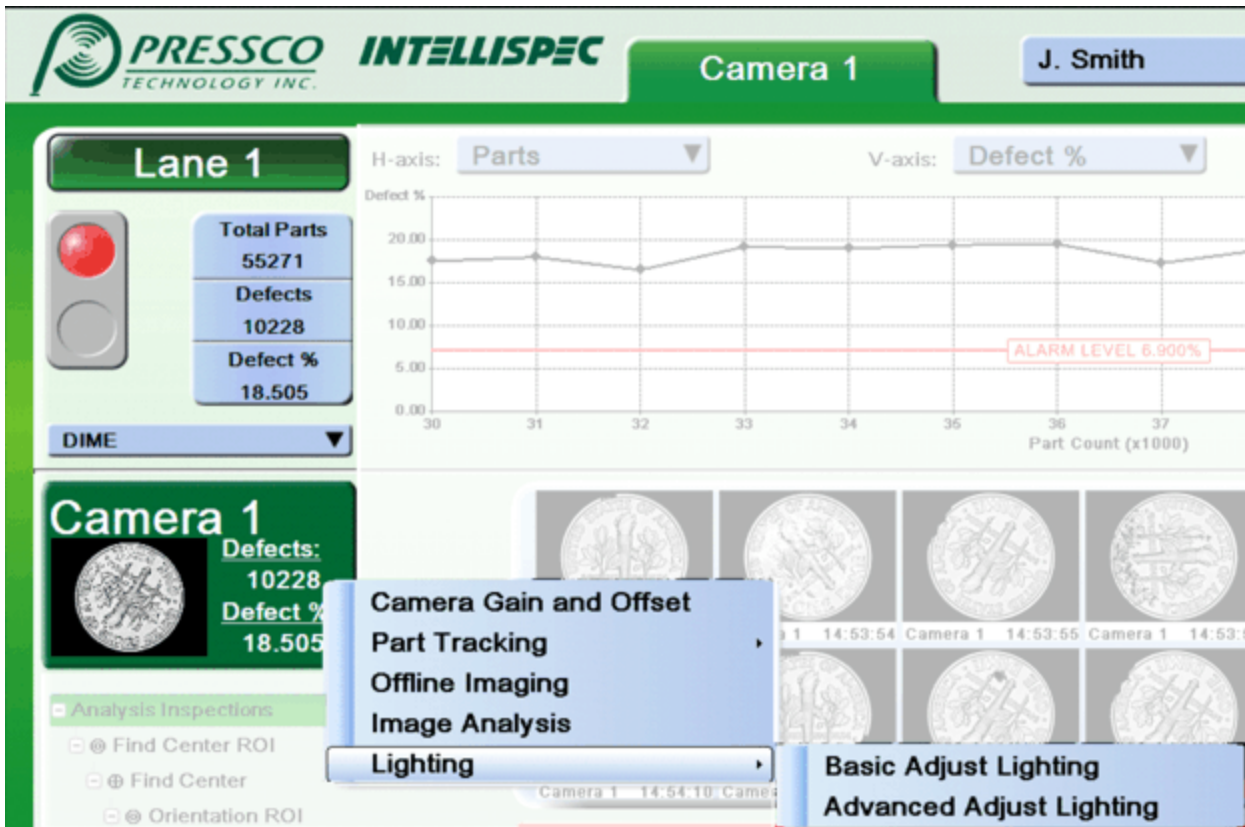 PRESSCO
TECHNOLOGY INC.
INTELLISPEC
Camera 1
J. Smith
Lane 1
H-axis: Parts
V-axis: Defect %
Total Parts
55271
Defects
10228
Defect %
18.505
DIME
Defect %
20.00
15.00
10.00
5.00
0.00
ALARM LEVEL 6.900%
30 31 32 33 34 35 36 37
Part Count (x1000)
Camera 1
Defects:
10228
Defect %
18.505
1 14:53:54 Camera 1 14:53:55 Camera 1 14:53:
Camera Gain and Offset
Part Tracking
Offline Imaging
Image Analysis
Lighting
Basic Adjust Lighting
Advanced Adjust Lighting
Camera 1 14:54:10
Analysis Inspections
Find Center ROI
Find Center
Orientation ROI